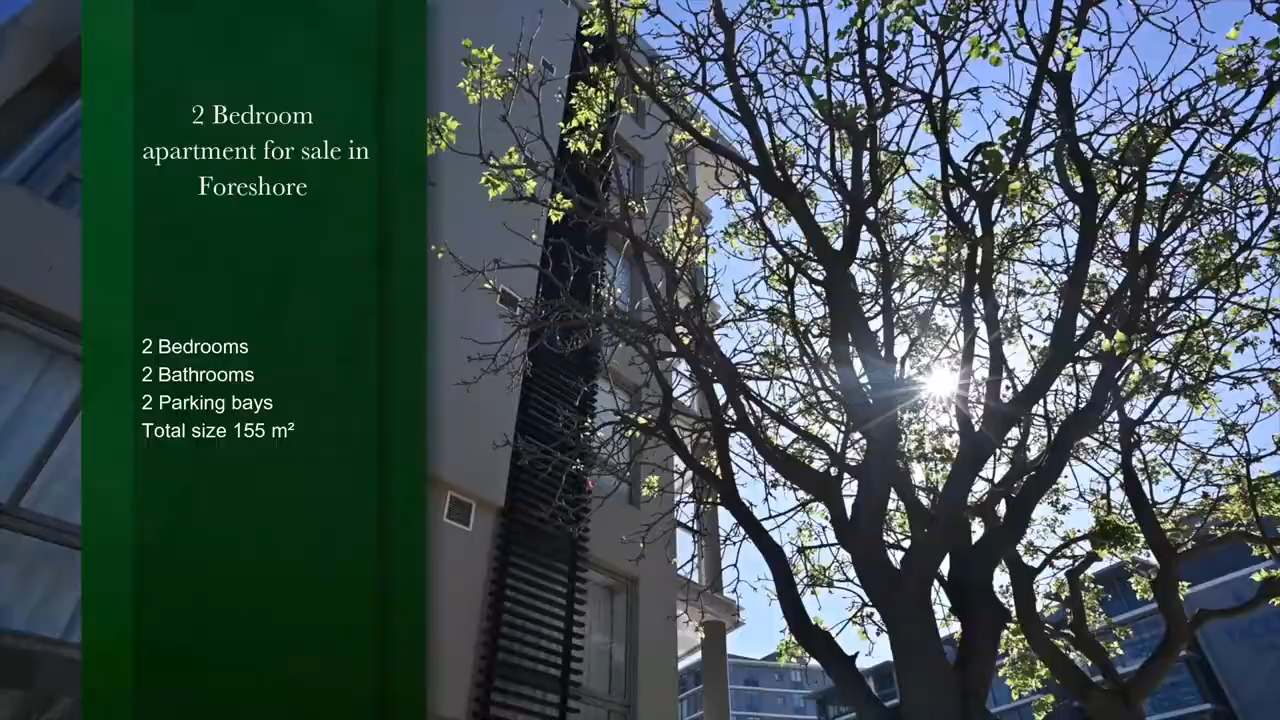 2 Bedroom
apartment for sale in
Foreshore
2 Bedrooms
2 Bathrooms
2 Parking bays
Total size 155 m²